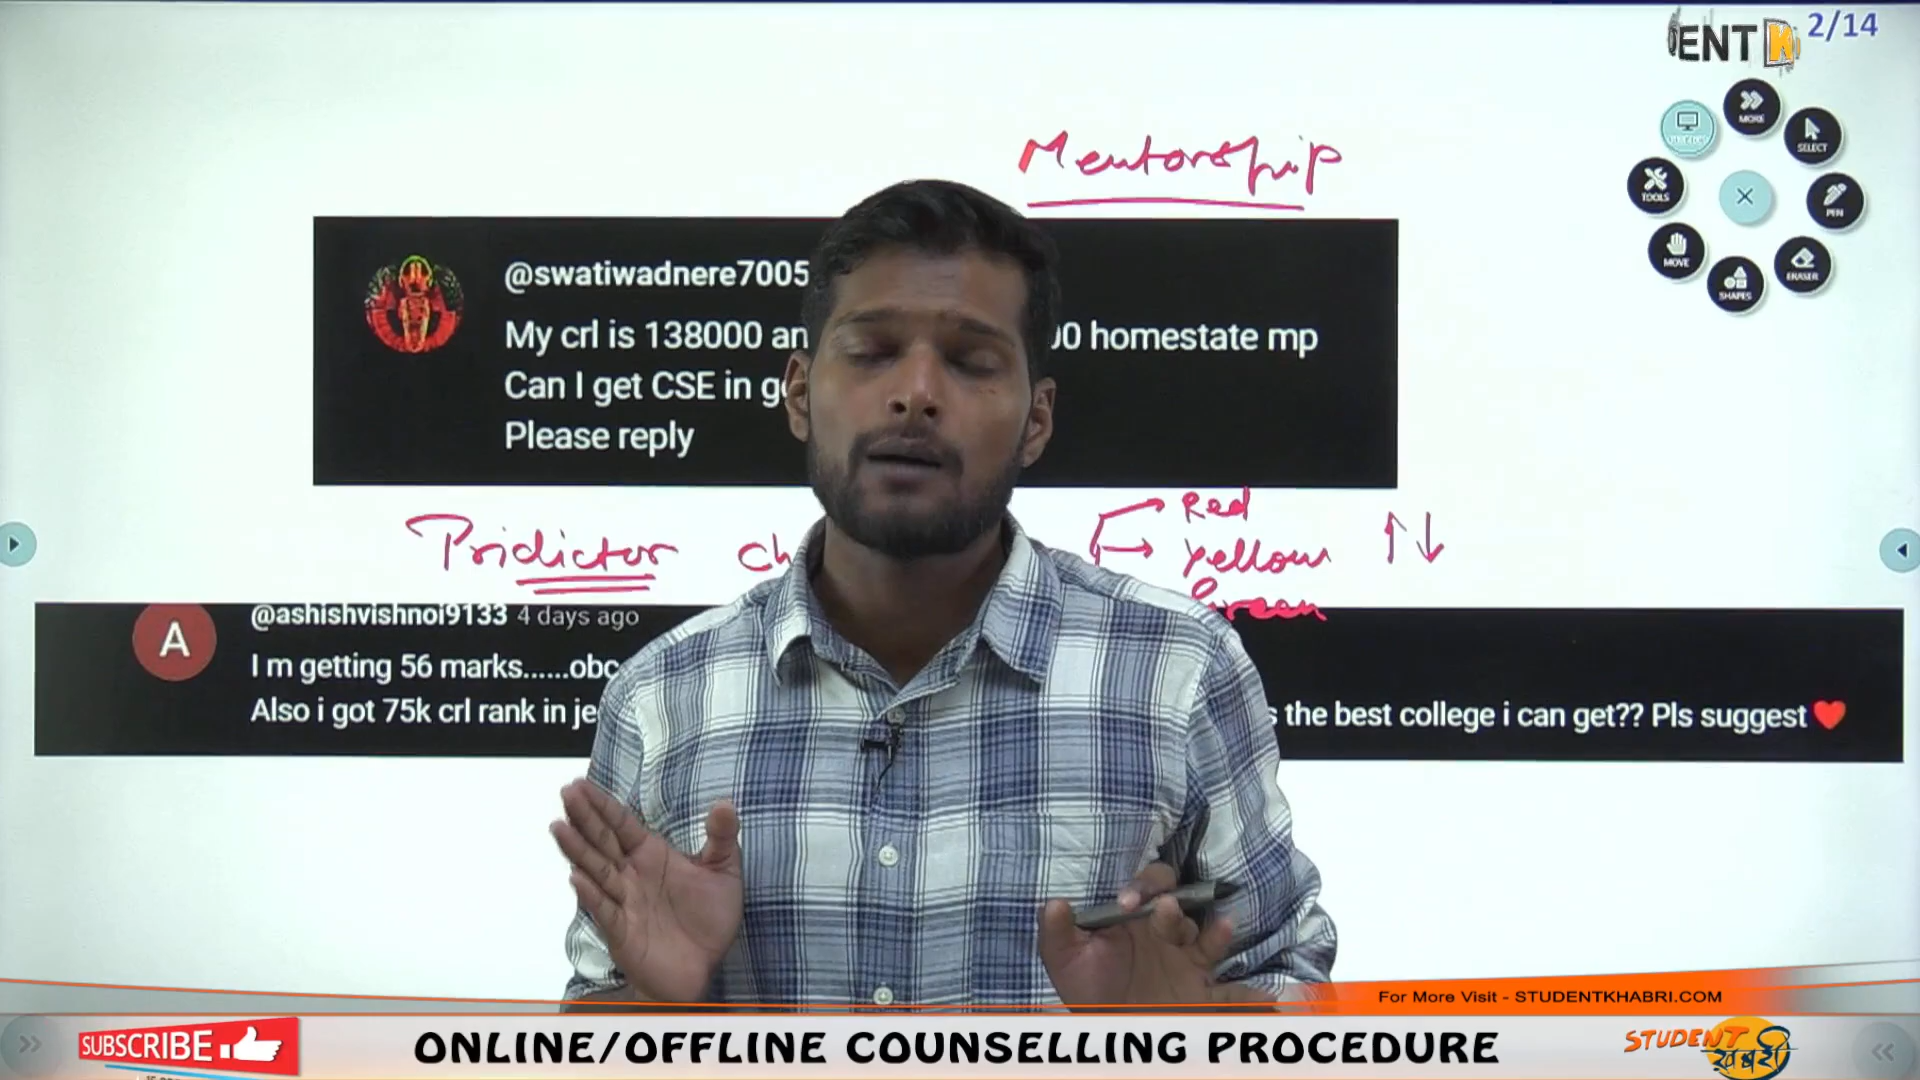 ENT K 2/14
MORE
SELECT
TOOLS
PEN
MOVE
ERASER
SHAPES
Mentorship
@swatiwadnere7005
My crl is 138000 an 00 homestate mp
Can I get CSE in g
Please reply
Pridictor ch
Red
Yellow
Green
@ashishvishnoi9133 4 days ago
A
I m getting 56 marks......obc
Also i got 75k crl rank in je s the best college i can get?? Pls suggest ❤️
For More Visit - STUDENTKHABRI.COM
SUBSCRIBE
ONLINE/OFFLINE COUNSELLING PROCEDURE
STUDENT
खबरी